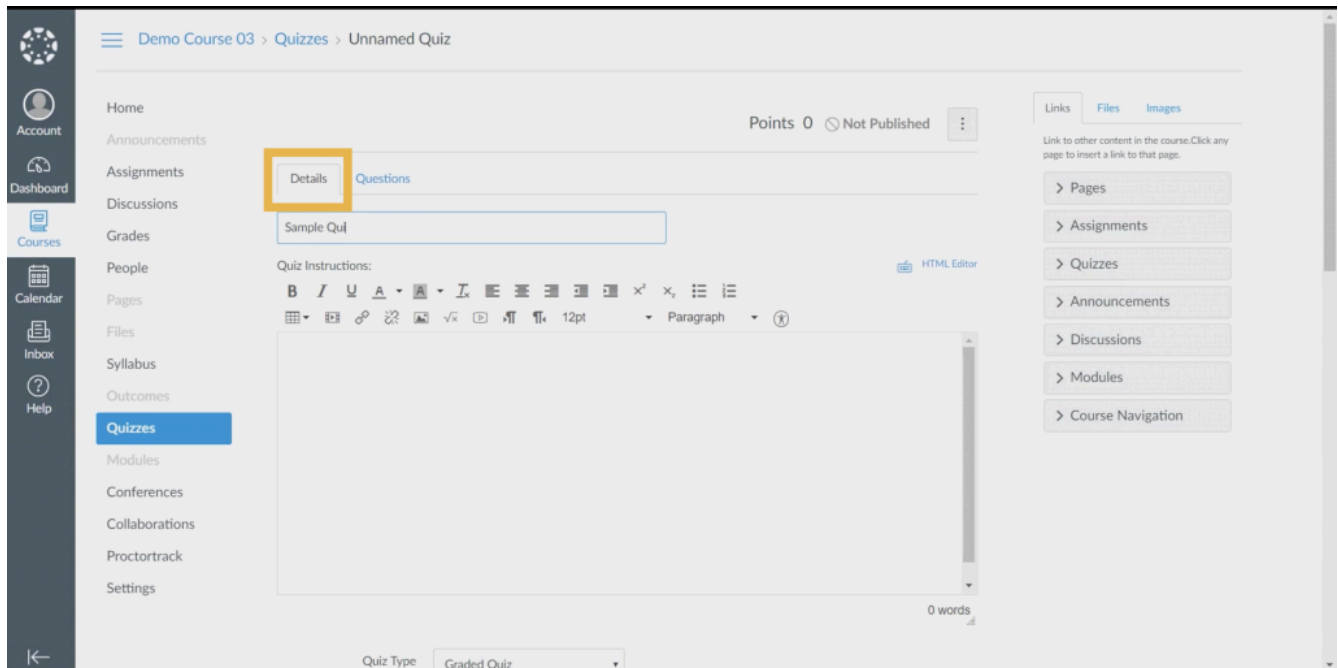 Demo Course 03 > Quizzes > Unnamed Quiz
Account
Dashboard
Courses
Calendar
Inbox
Help
Home
Announcements
Assignments
Discussions
Grades
People
Pages
Files
Syllabus
Outcomes
Quizzes
Modules
Conferences
Collaborations
Proctortrack
Settings
Points 0 Not Published
Details Questions
Sample Qui
Quiz Instructions: HTML Editor
B I U A A T x² x₂
12pt Paragraph
0 words
Quiz Type Graded Quiz
Links Files Images
Link to other content in the course.Click any
page to insert a link to that page.
> Pages
> Assignments
> Quizzes
> Announcements
> Discussions
> Modules
> Course Navigation